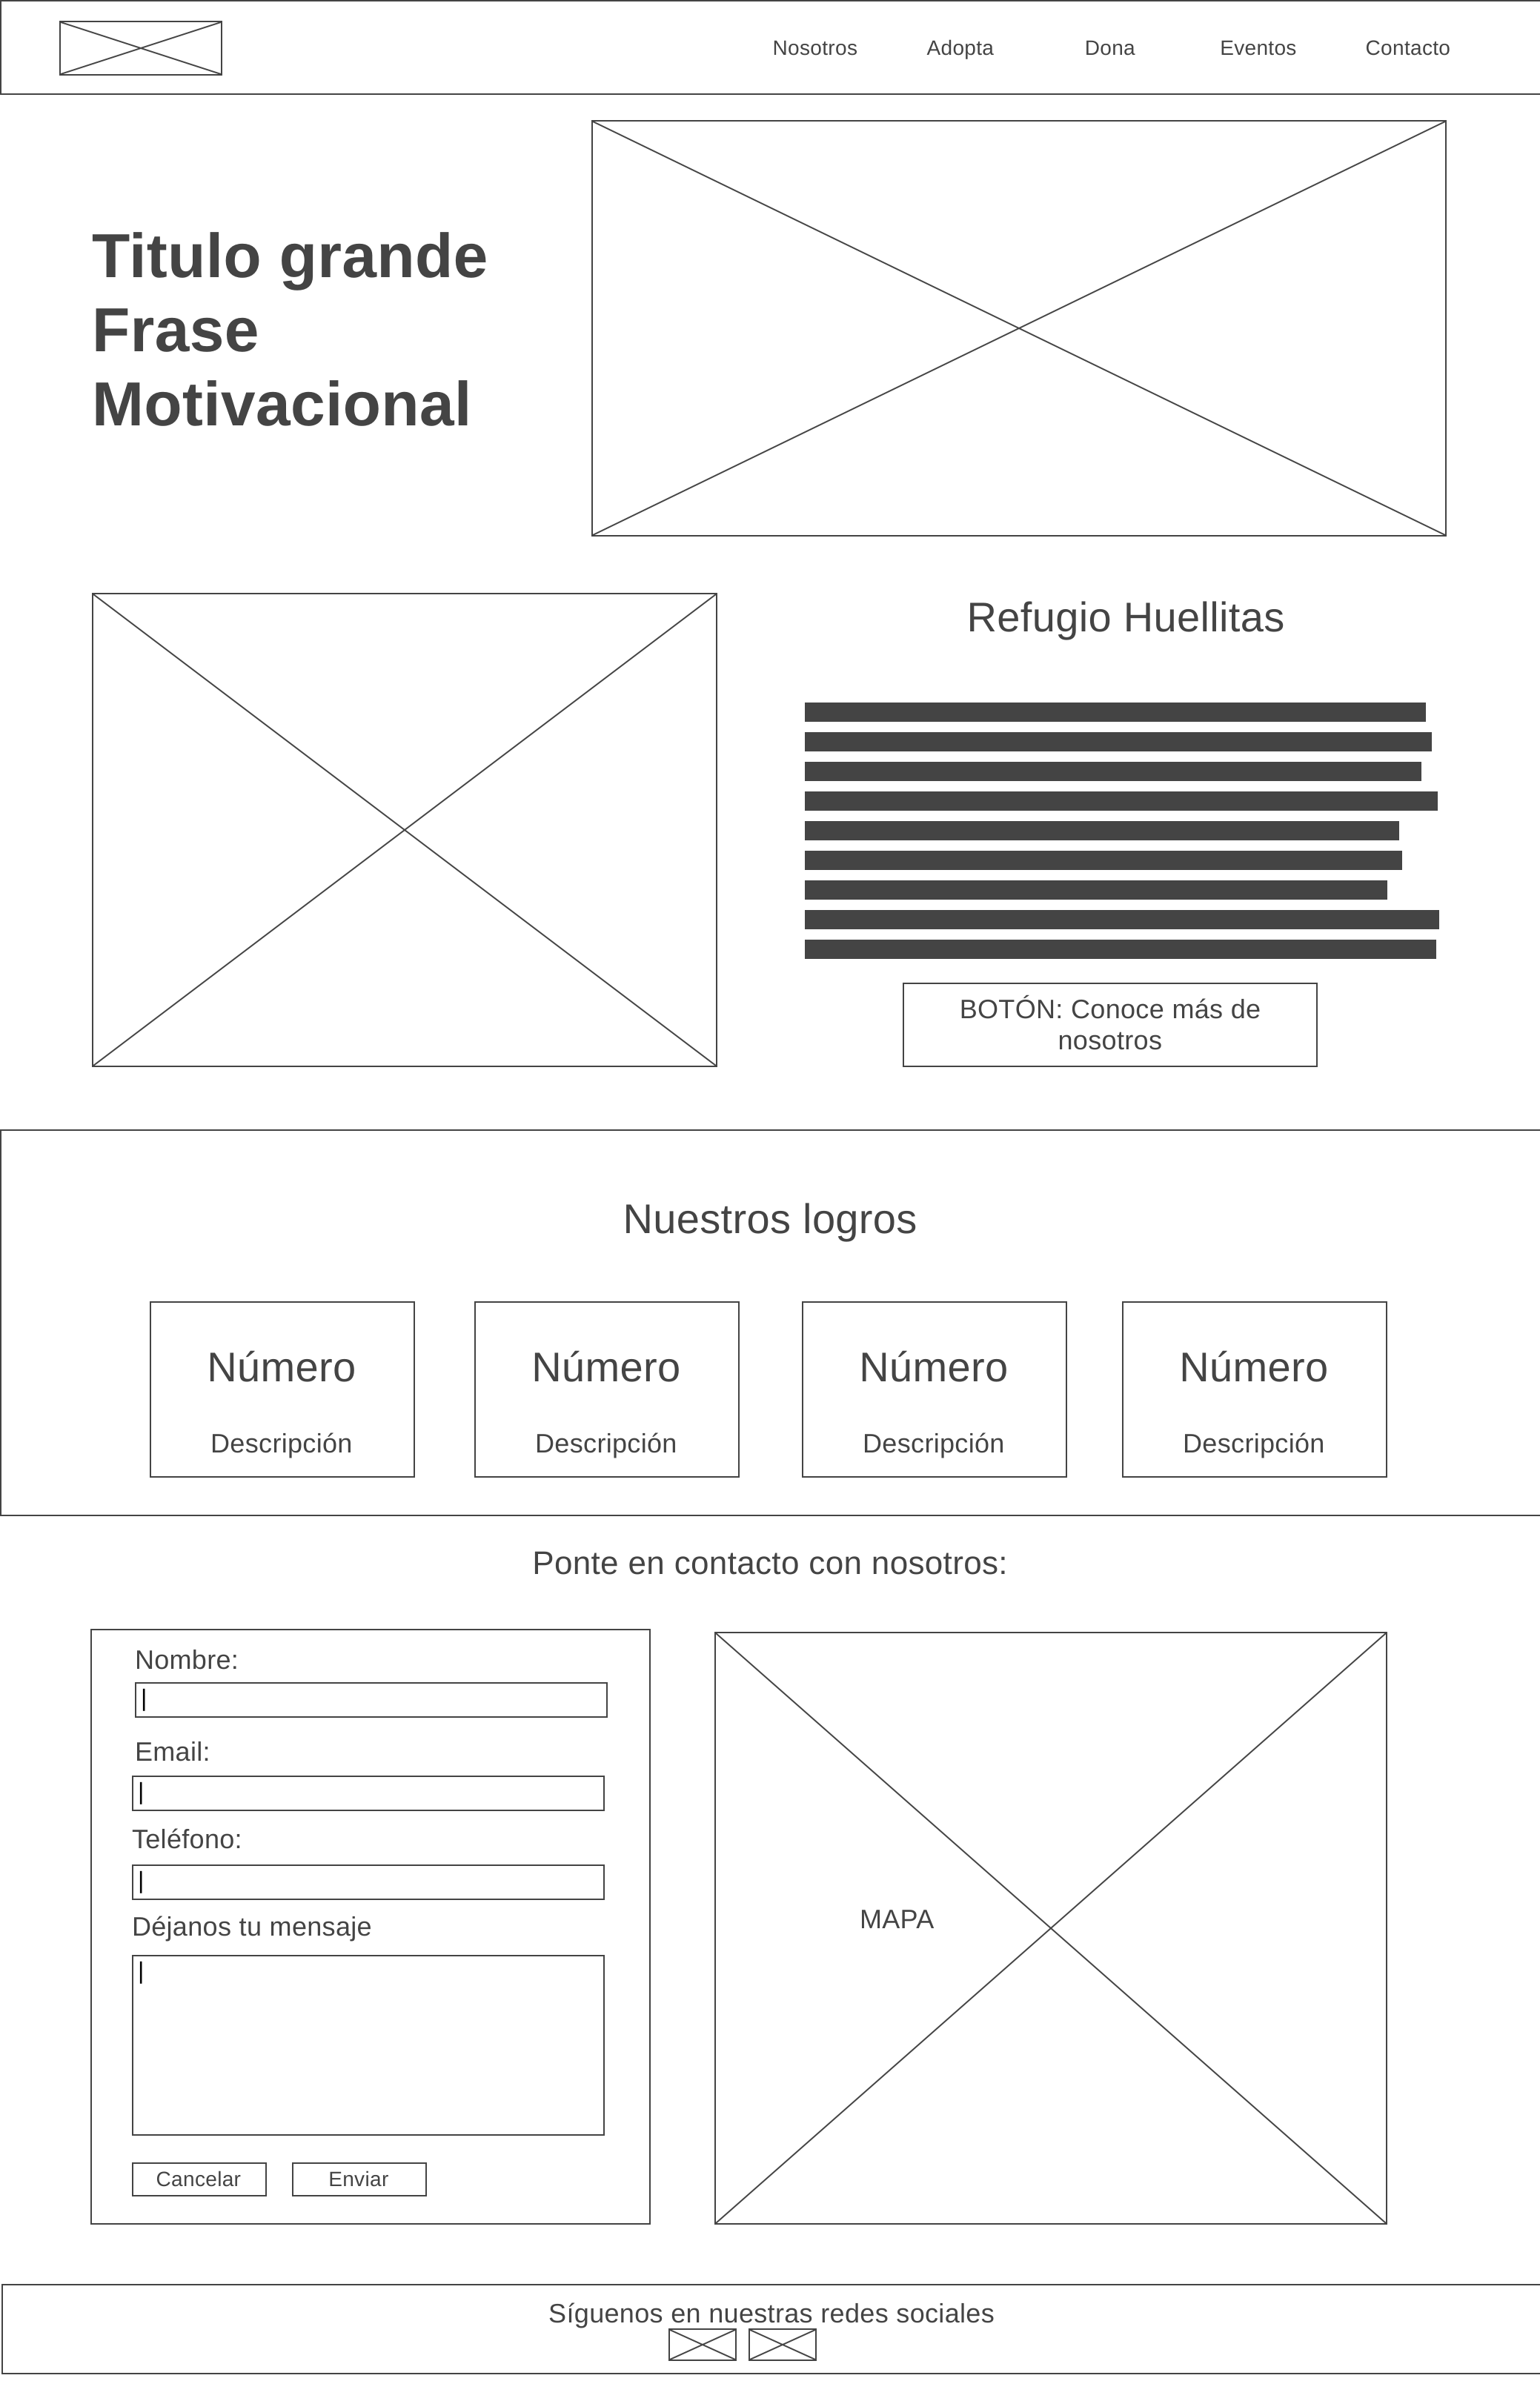 Nosotros Adopta Dona Eventos Contacto
Titulo grande
Frase
Motivacional
Refugio Huellitas
BOTÓN: Conoce más de
nosotros
Nuestros logros
Número Número Número Número
Descripción Descripción Descripción Descripción
Ponte en contacto con nosotros:
Nombre:
Email:
Teléfono:
Déjanos tu mensaje
MAPA
Cancelar Enviar
Síguenos en nuestras redes sociales